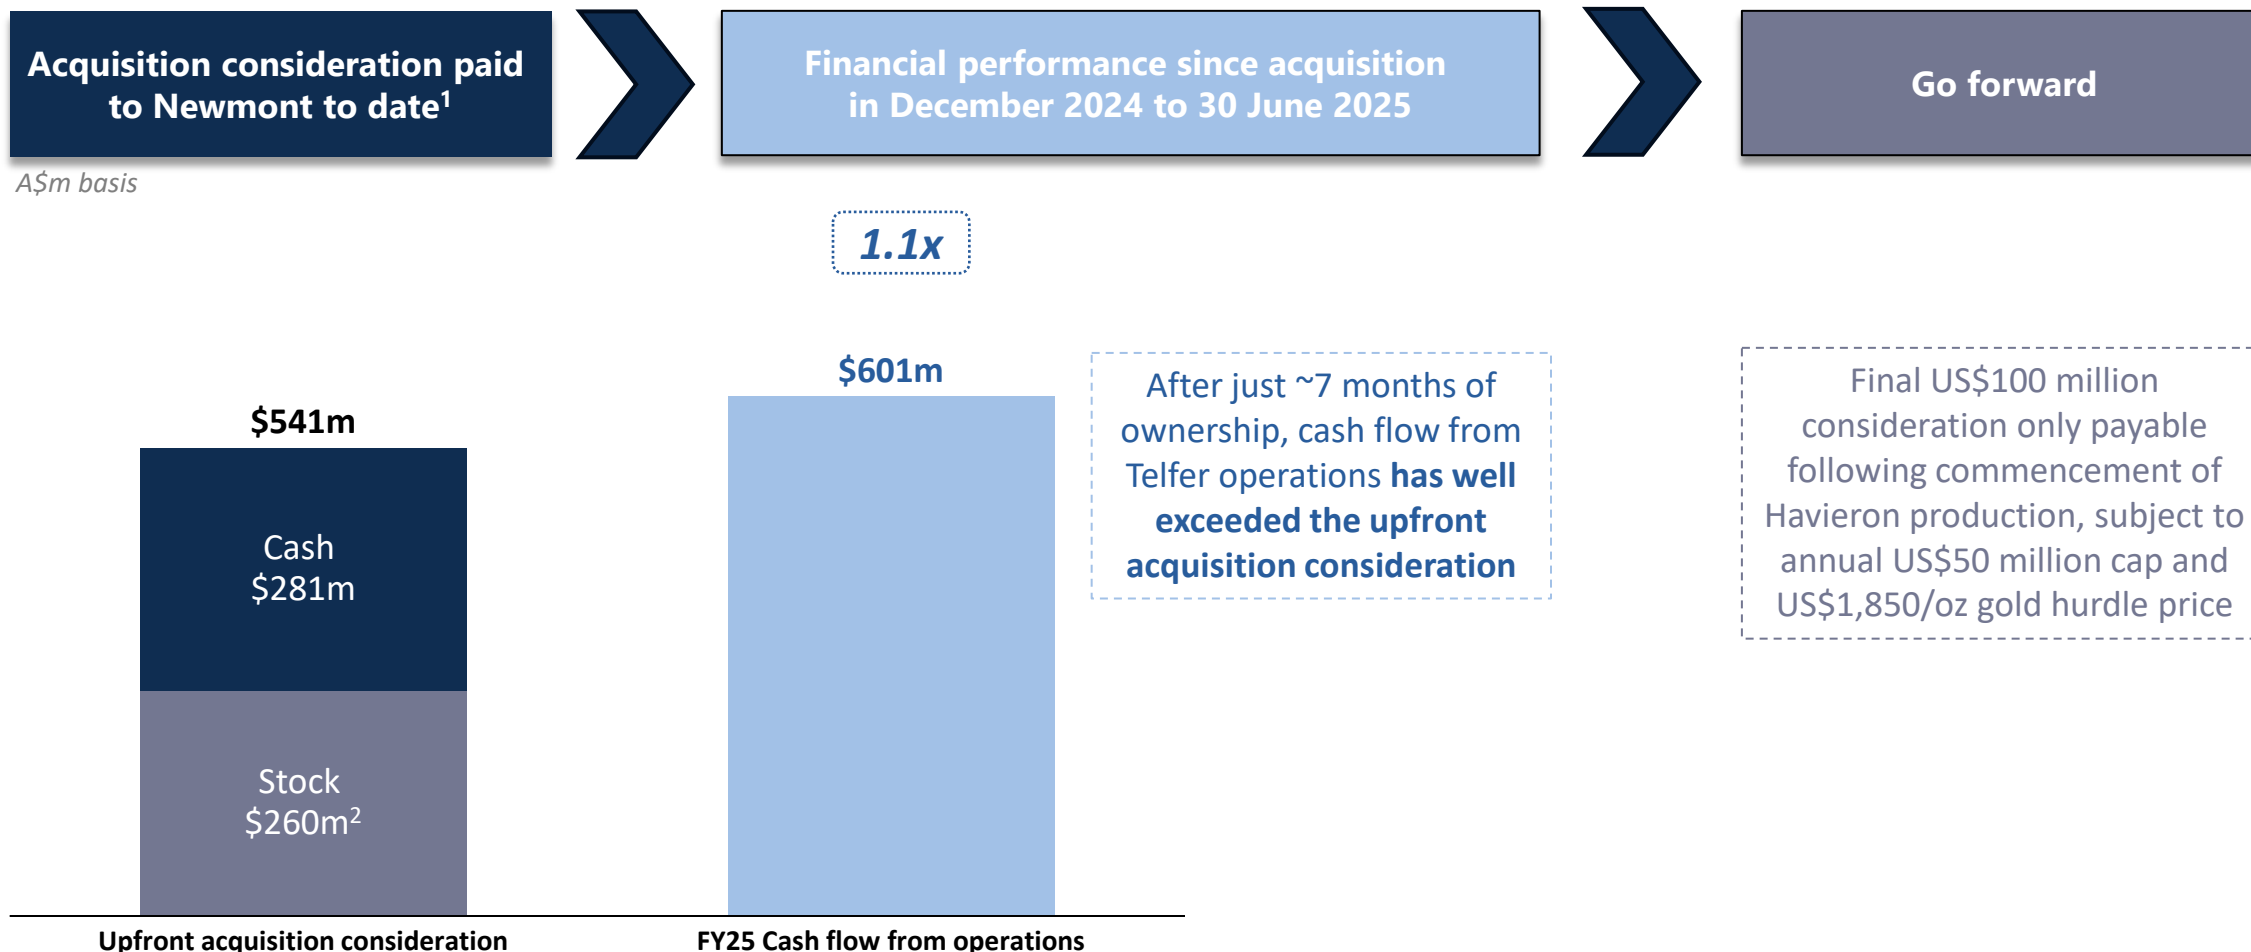 Acquisition consideration paid
to Newmont to date¹
Financial performance since acquisition
in December 2024 to 30 June 2025
Go forward
A$m basis
1.1x
$541m
Cash
$281m
Stock
$260m²
Upfront acquisition consideration
$601m
FY25 Cash flow from operations
After just ~7 months of
ownership, cash flow from
Telfer operations has well
exceeded the upfront
acquisition consideration
Final US$100 million
consideration only payable
following commencement of
Havieron production, subject to
annual US$50 million cap and
US$1,850/oz gold hurdle price